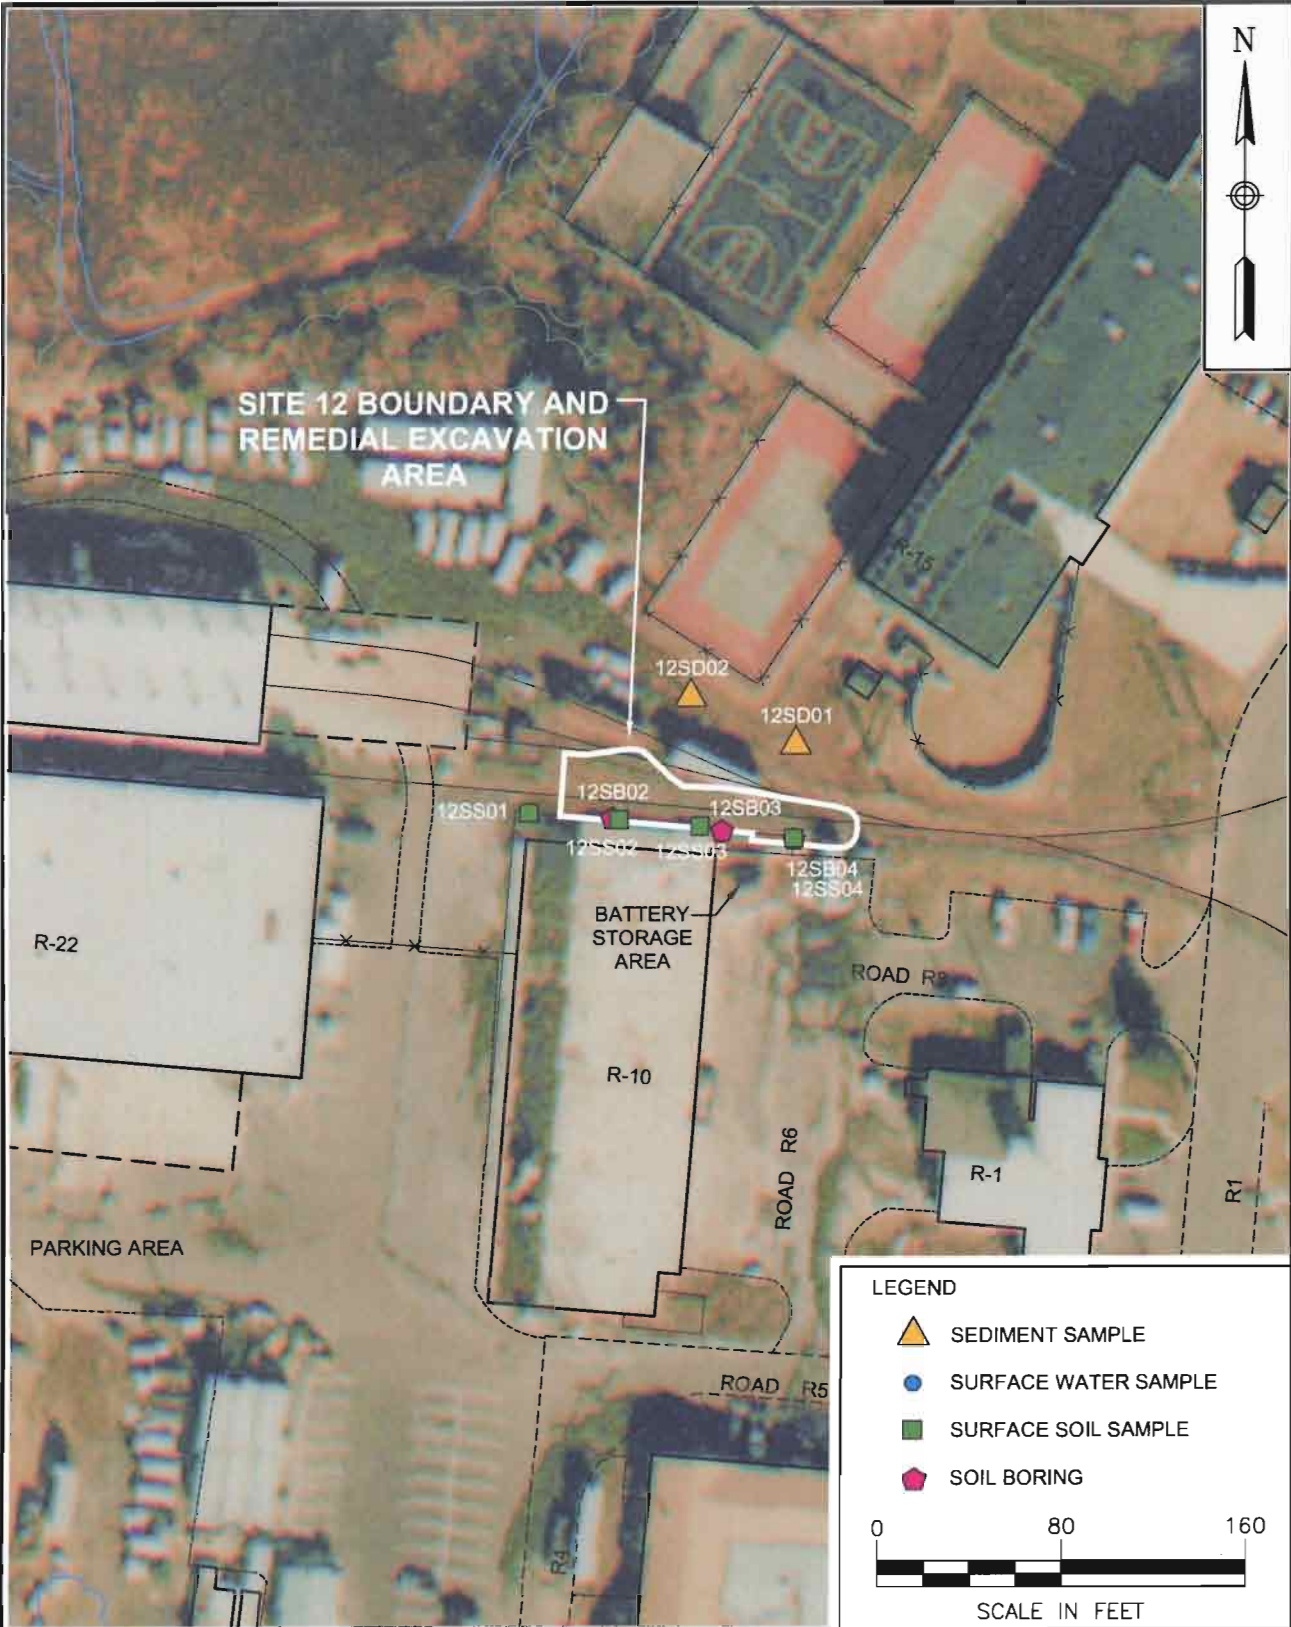 N
SITE 12 BOUNDARY AND
REMEDIAL EXCAVATION
AREA
R-15
12SD02
12SD01
12SS01
12SB02
12SB03
12SS02
12SS03
12SB04
12SS04
BATTERY
STORAGE
AREA
R-22
ROAD
R-10
ROAD R6
R-1
R1
PARKING AREA
ROAD R5
R4
LEGEND
SEDIMENT SAMPLE
SURFACE WATER SAMPLE
SURFACE SOIL SAMPLE
SOIL BORING
0 80 160
SCALE IN FEET